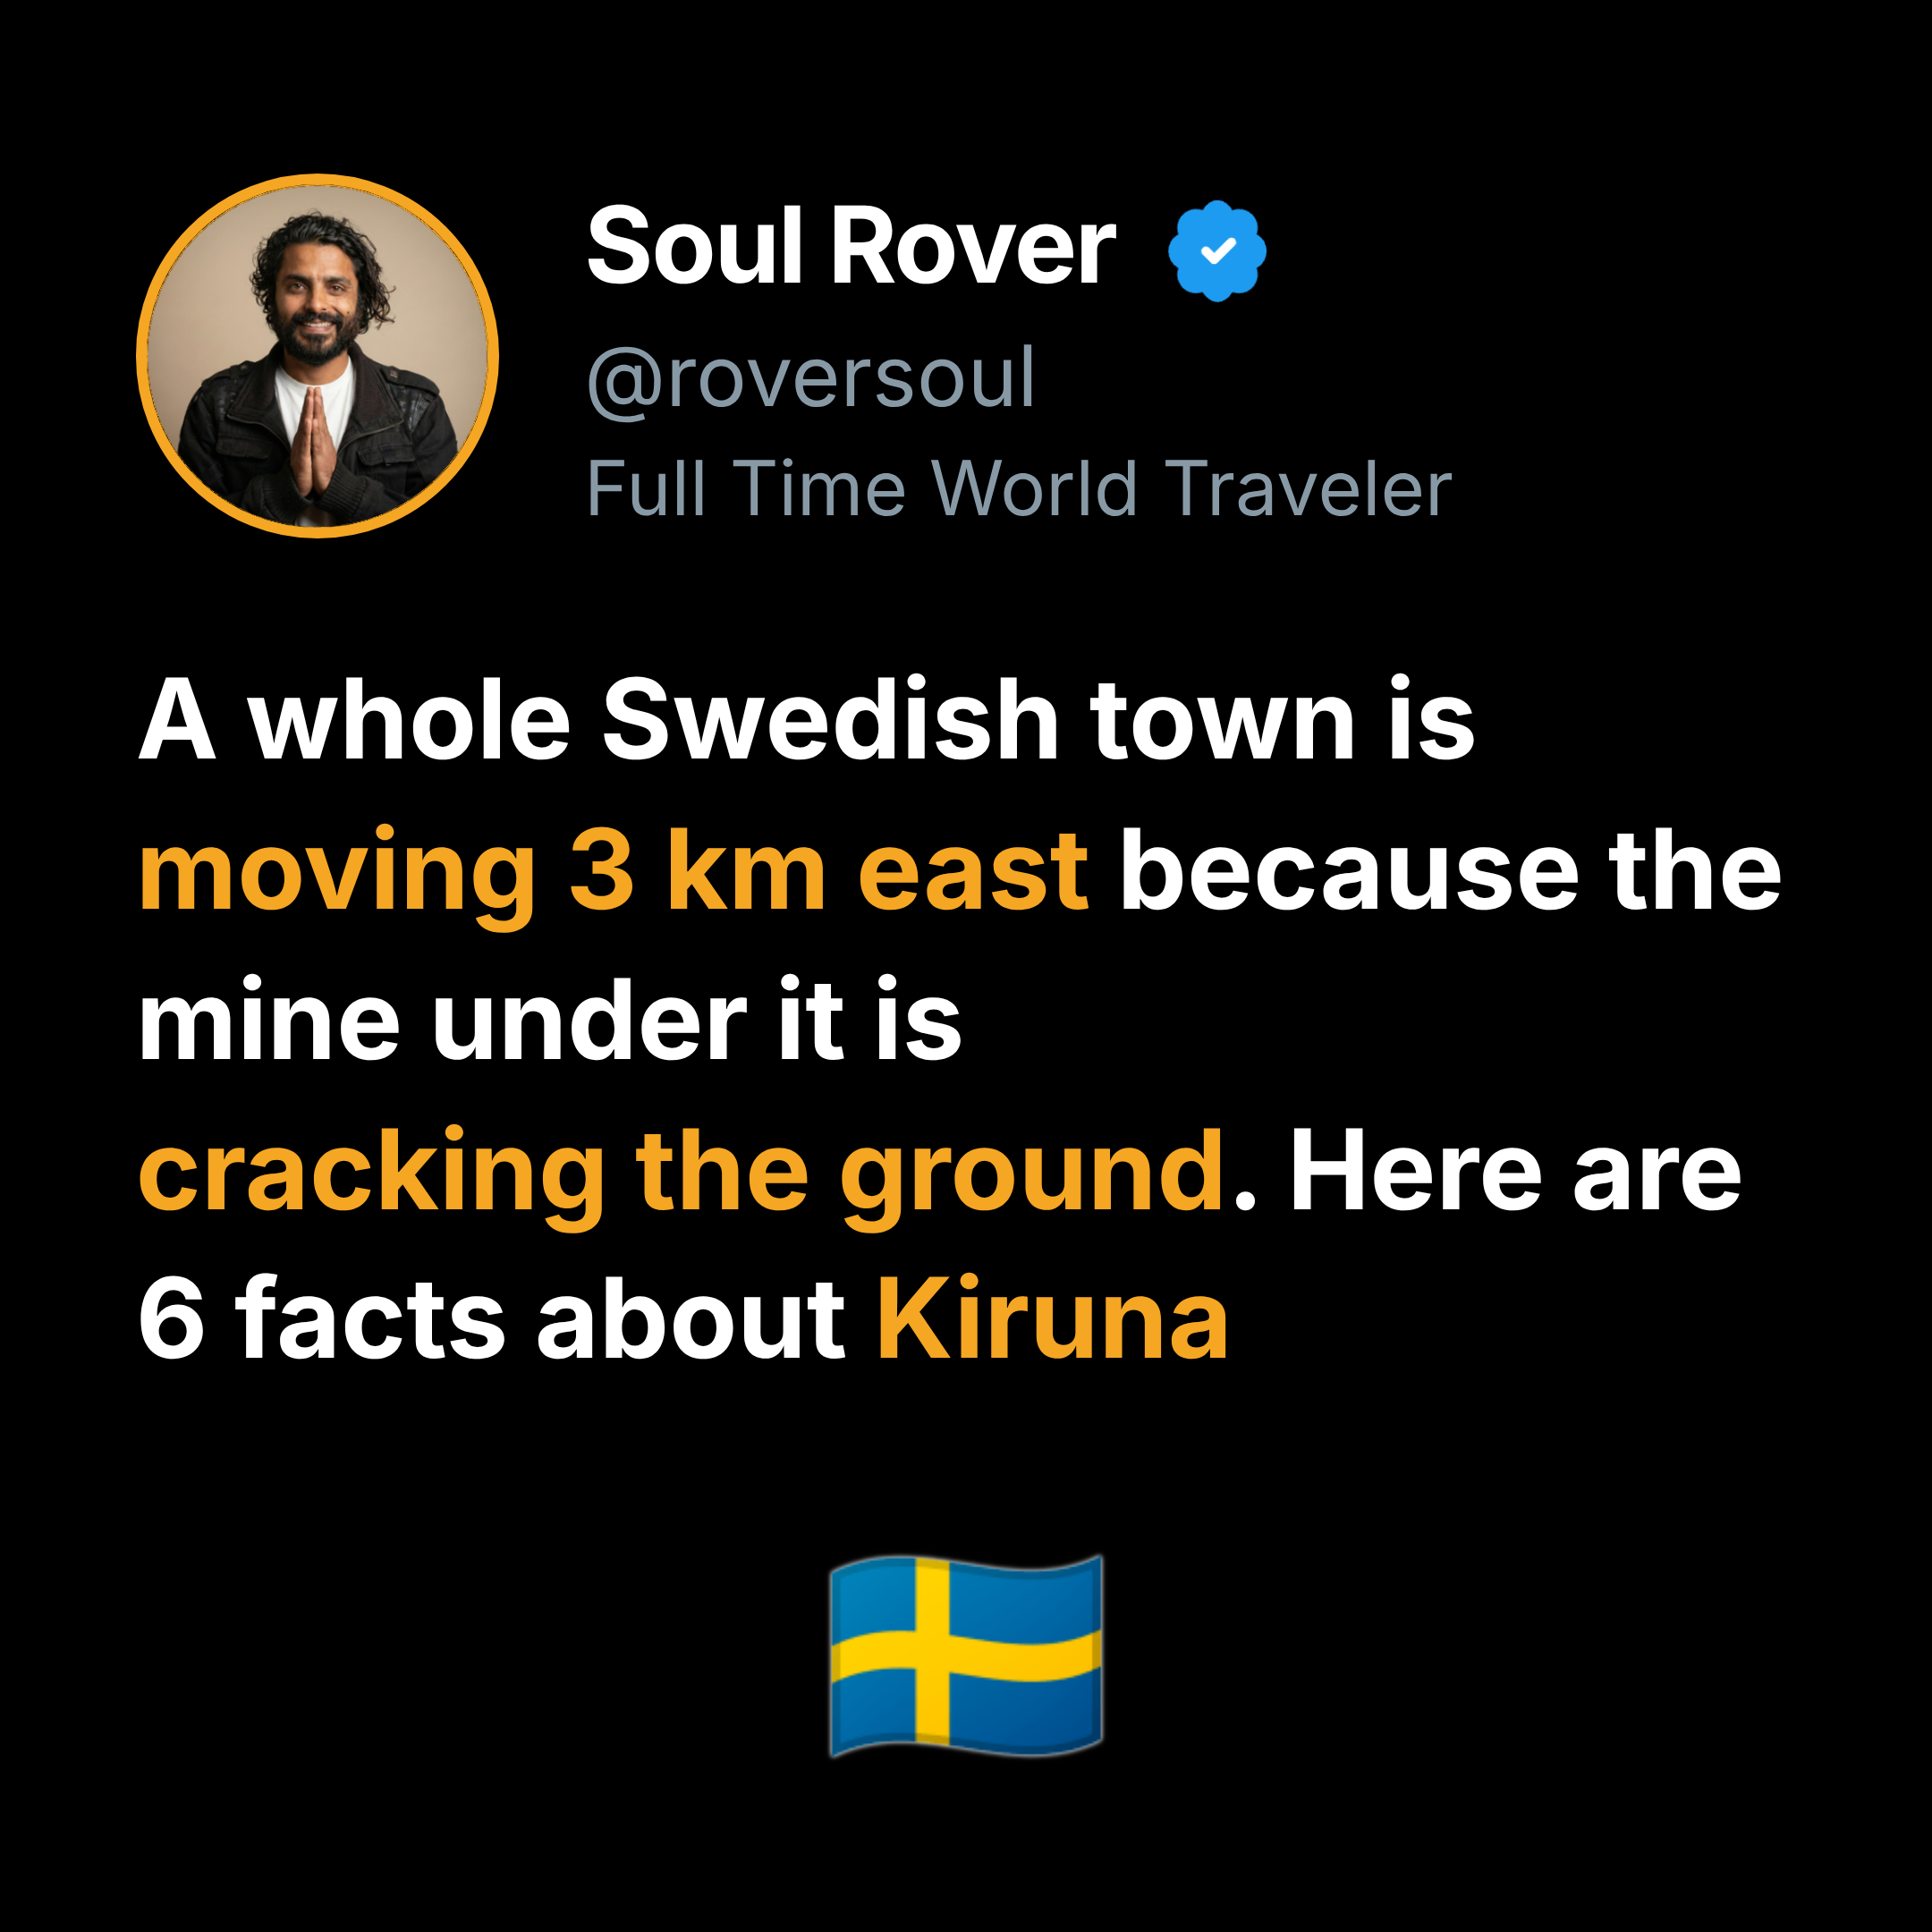 Soul Rover
@roversoul
Full Time World Traveler
A whole Swedish town is
moving 3 km east because the
mine under it is
cracking the ground. Here are
6 facts about Kiruna